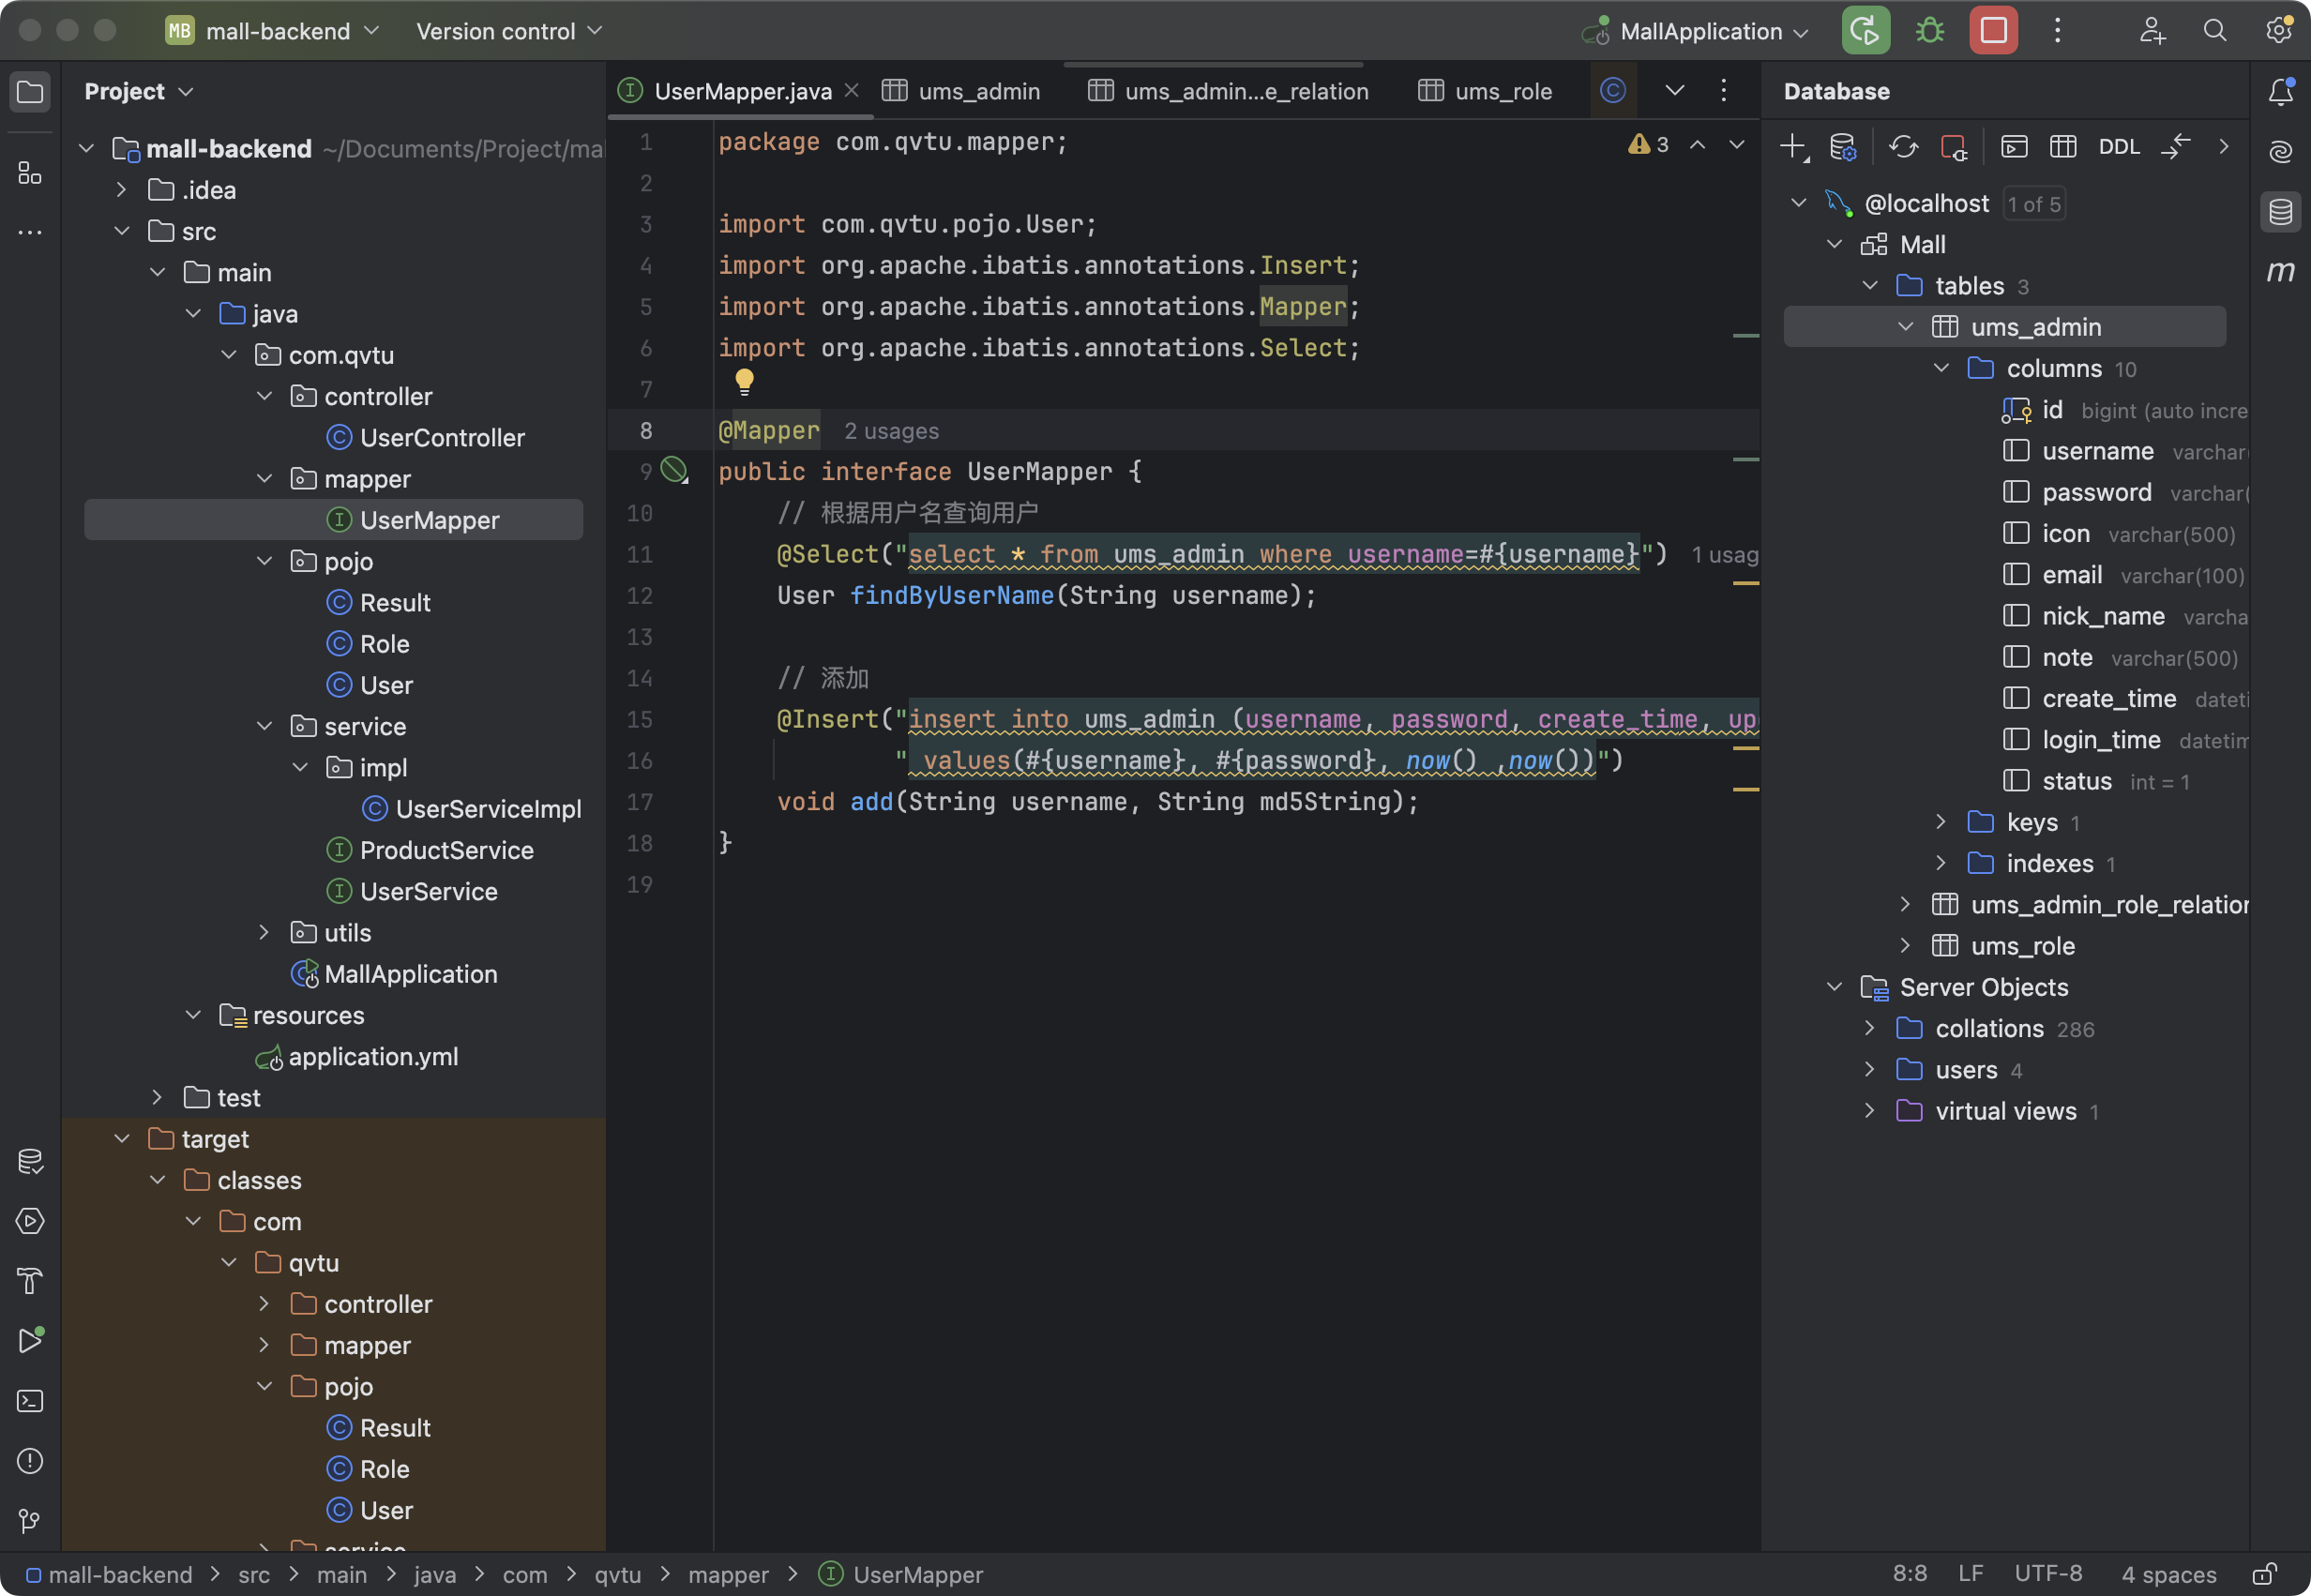 MB mall-backend Version control MallApplication
Project
mall-backend ~/Documents/Project/mal
.idea
src
main
java
com.qvtu
controller
UserController
mapper
UserMapper
pojo
Result
Role
User
service
impl
UserServiceImpl
ProductService
UserService
utils
MallApplication
resources
application.yml
test
target
classes
com
qvtu
controller
mapper
pojo
Result
Role
User
service
UserMapper.java ums_admin ums_admin...e_relation ums_role
3
1 package com.qvtu.mapper;
2
3 import com.qvtu.pojo.User;
4 import org.apache.ibatis.annotations.Insert;
5 import org.apache.ibatis.annotations.Mapper;
6 import org.apache.ibatis.annotations.Select;
7
8 @Mapper 2 usages
9 public interface UserMapper {
10 // 根据用户名查询用户
11 @Select("select * from ums_admin where username=#{username}") 1 usag
12 User findByUserName(String username);
13
14 // 添加
15 @Insert("insert into ums_admin (username, password, create_time, up
16 " values(#{username}, #{password}, now() ,now())")
17 void add(String username, String md5String);
18 }
19
Database
DDL
@localhost 1 of 5
Mall
tables 3
ums_admin
columns 10
id bigint (auto incre
username varchar
password varchar(
icon varchar(500)
email varchar(100)
nick_name varcha
note varchar(500)
create_time dateti
login_time datetim
status int = 1
keys 1
indexes 1
ums_admin_role_relation
ums_role
Server Objects
collations 286
users 4
virtual views 1
m
mall-backend > src > main > java > com > qvtu > mapper > UserMapper
8:8 LF UTF-8 4 spaces